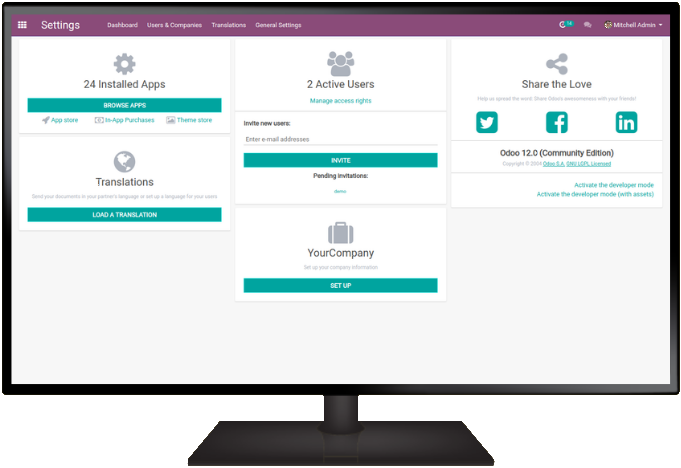 Settings
Dashboard Users & Companies Translations General Settings
Mitchell Admin
24 Installed Apps
BROWSE APPS
App store In-App Purchases Theme store
Translations
Send your documents in your partner's language or set up a language for your users
LOAD A TRANSLATION
2 Active Users
Manage access rights
Invite new users:
Enter e-mail addresses
INVITE
Pending invitations:
demo
YourCompany
Set up your company information
SET UP
Share the Love
Help us spread the word: Share Odoo's awesomeness with your friends!
Odoo 12.0 (Community Edition)
Copyright © 2004 Odoo S.A. GNU LGPL Licensed
Activate the developer mode
Activate the developer mode (with assets)